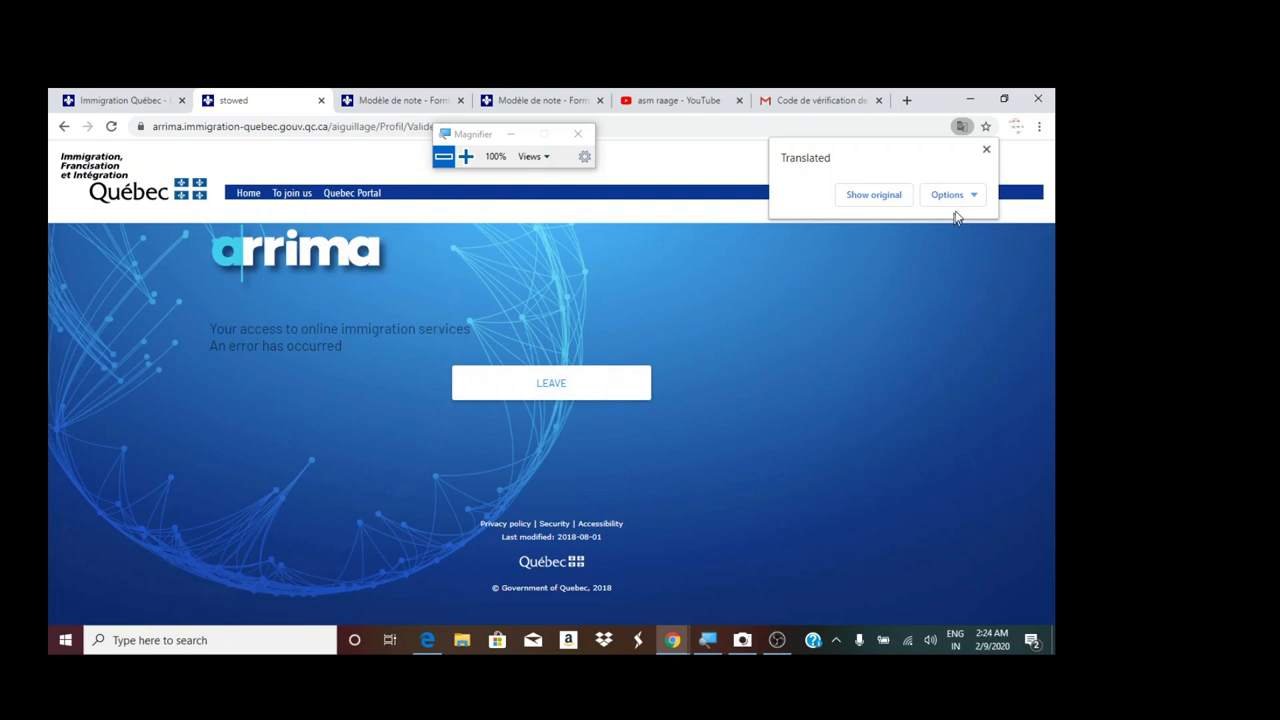 Immigration Québec -
stowed
Modèle de note - Form
Modèle de note - Form
asm raage - YouTube
Code de vérification de
arrima.immigration-quebec.gouv.qc.ca/aiguillage/Profil/Valide
Magnifier
100%
Views
Translated
Show original
Options
Immigration,
Francisation
et Intégration
Québec
Home
To join us
Quebec Portal
arrima
Your access to online immigration services
An error has occurred
LEAVE
Privacy policy | Security | Accessibility
Last modified: 2018-08-01
Québec
© Government of Quebec, 2018
Type here to search
ENG
IN
2:24 AM
2/9/2020
2